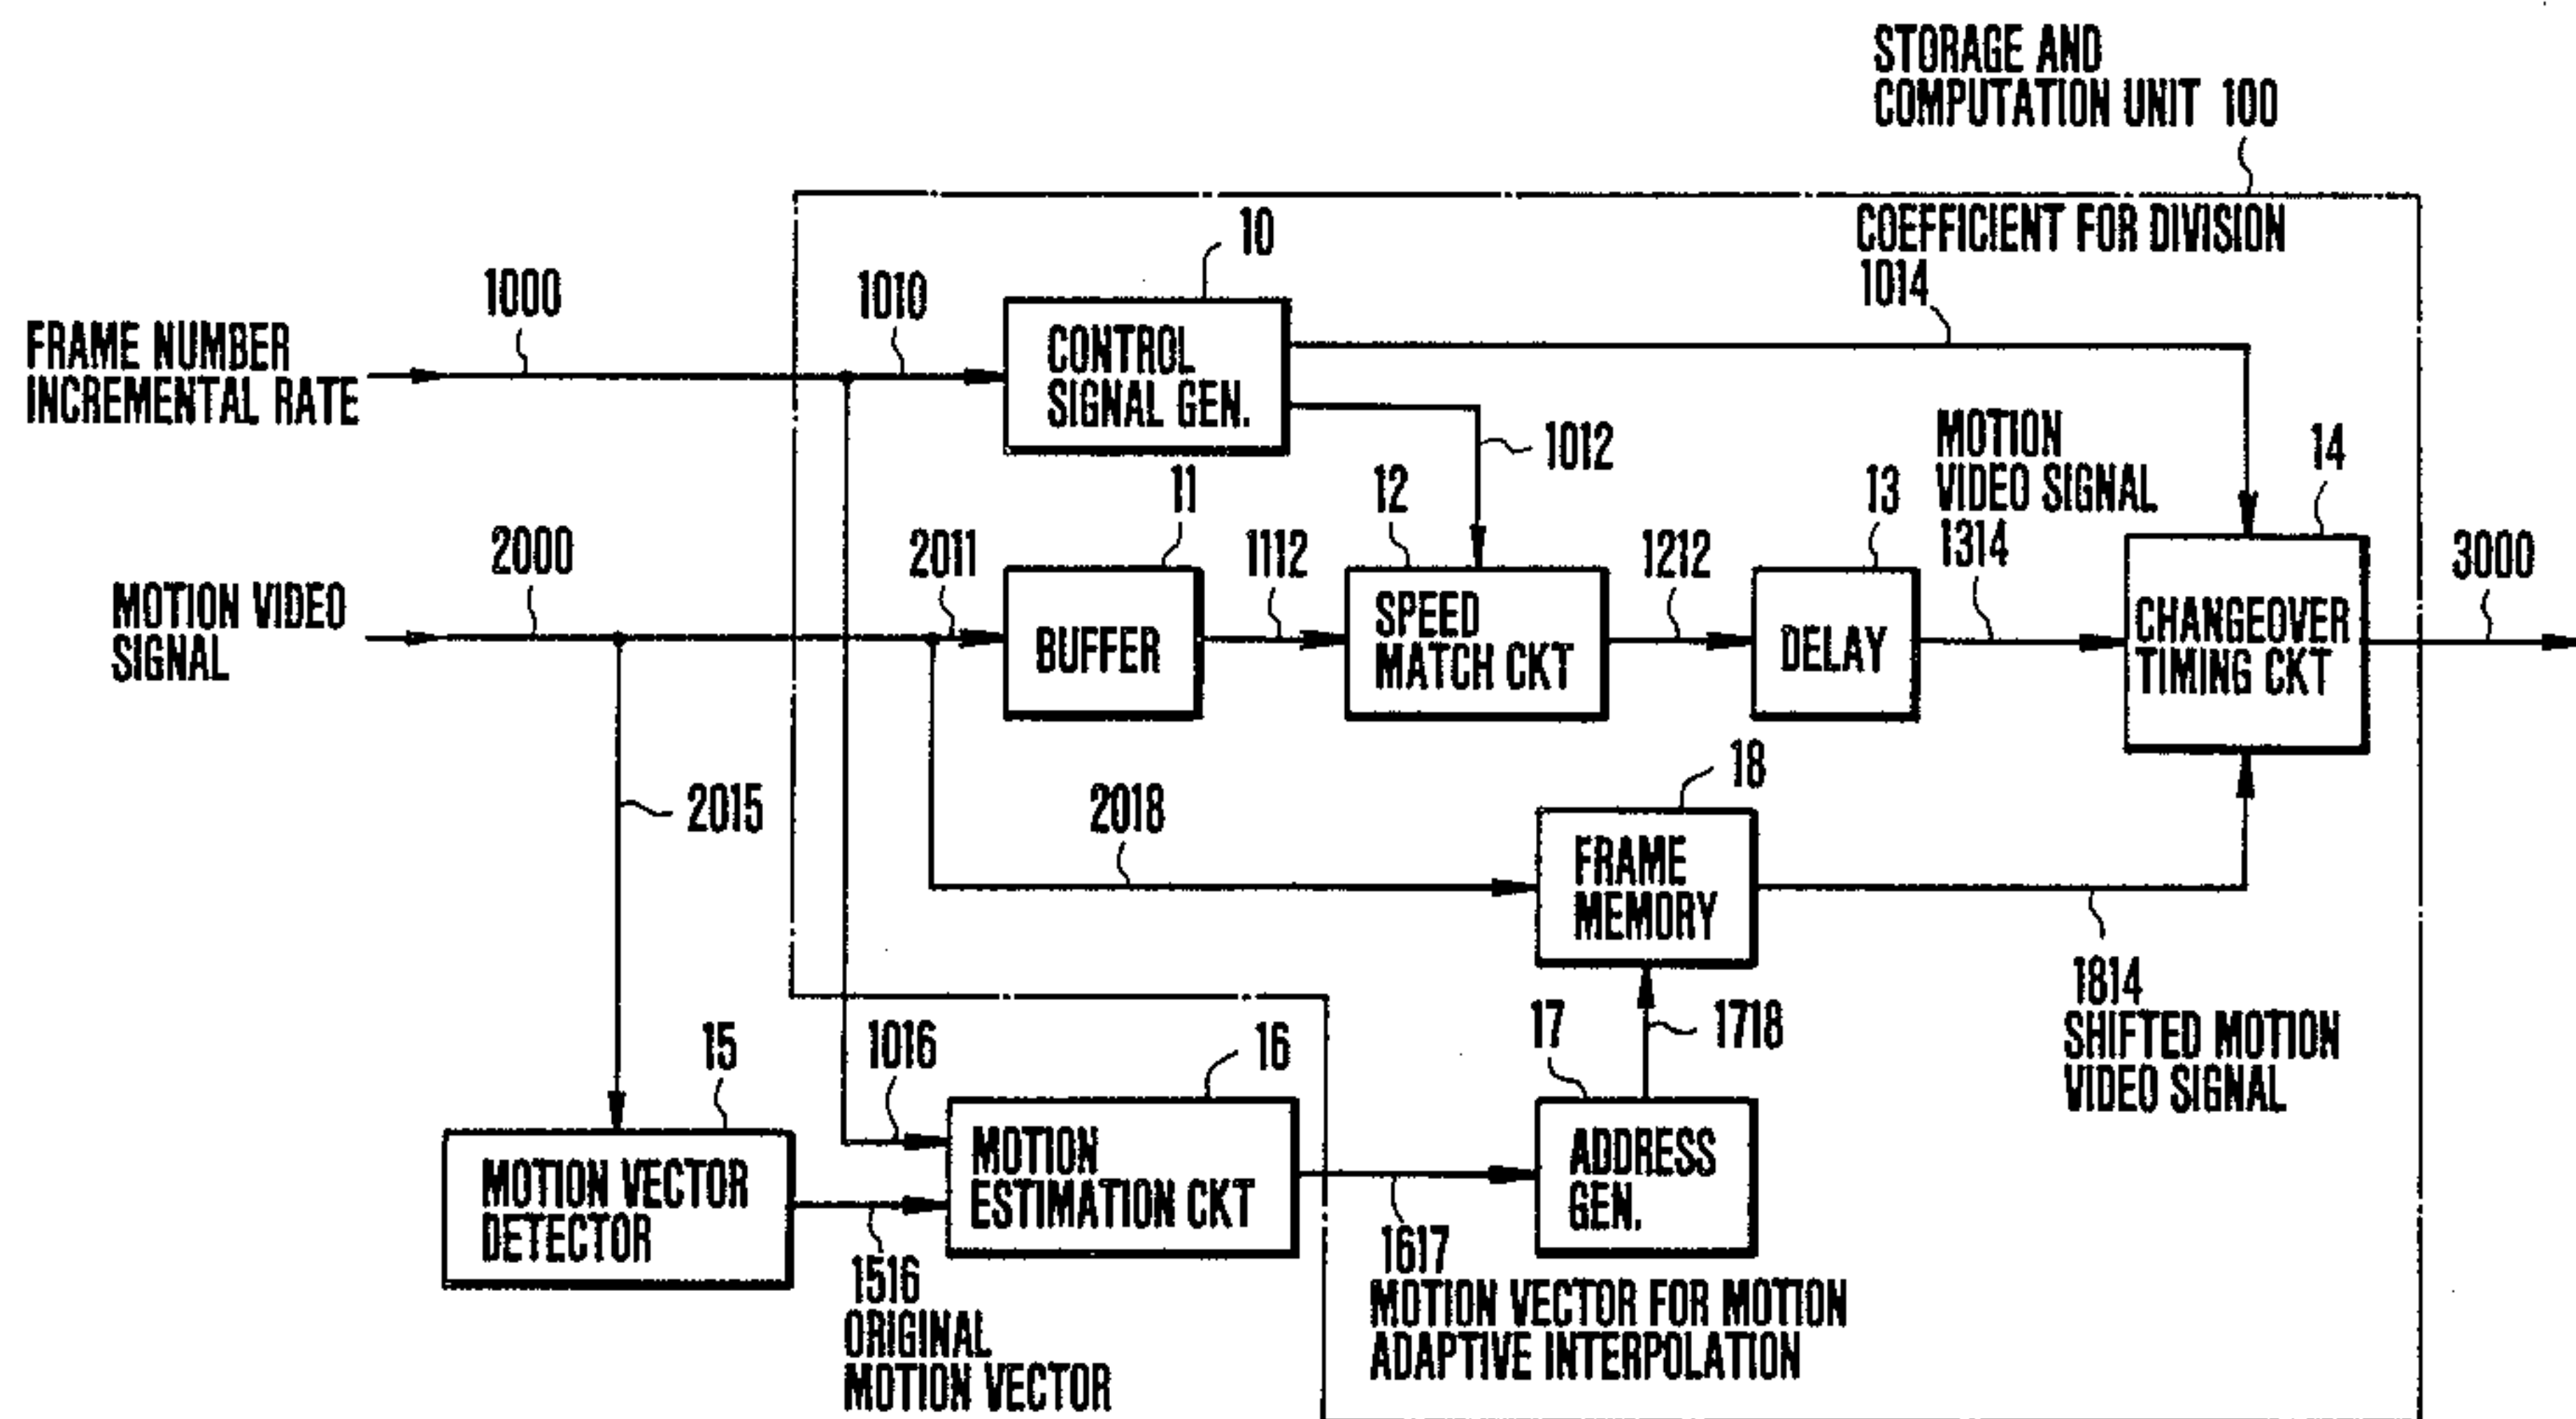 STORAGE AND
COMPUTATION UNIT 100
COEFFICIENT FOR DIVISION
1014
10
1000
1010
FRAME NUMBER
INCREMENTAL RATE
CONTROL
SIGNAL GEN.
1012
MOTION
VIDEO SIGNAL
1314
14
11
12
13
2000
2011
1112
1212
3000
MOTION VIDEO
SIGNAL
BUFFER
SPEED
MATCH CKT
DELAY
CHANGEOVER
TIMING CKT
2015
2018
18
FRAME
MEMORY
1814
SHIFTED MOTION
VIDEO SIGNAL
15
1016
16
17
1718
MOTION VECTOR
DETECTOR
MOTION
ESTIMATION CKT
ADDRESS
GEN.
1516
ORIGINAL
MOTION VECTOR
1617
MOTION VECTOR FOR MOTION
ADAPTIVE INTERPOLATION